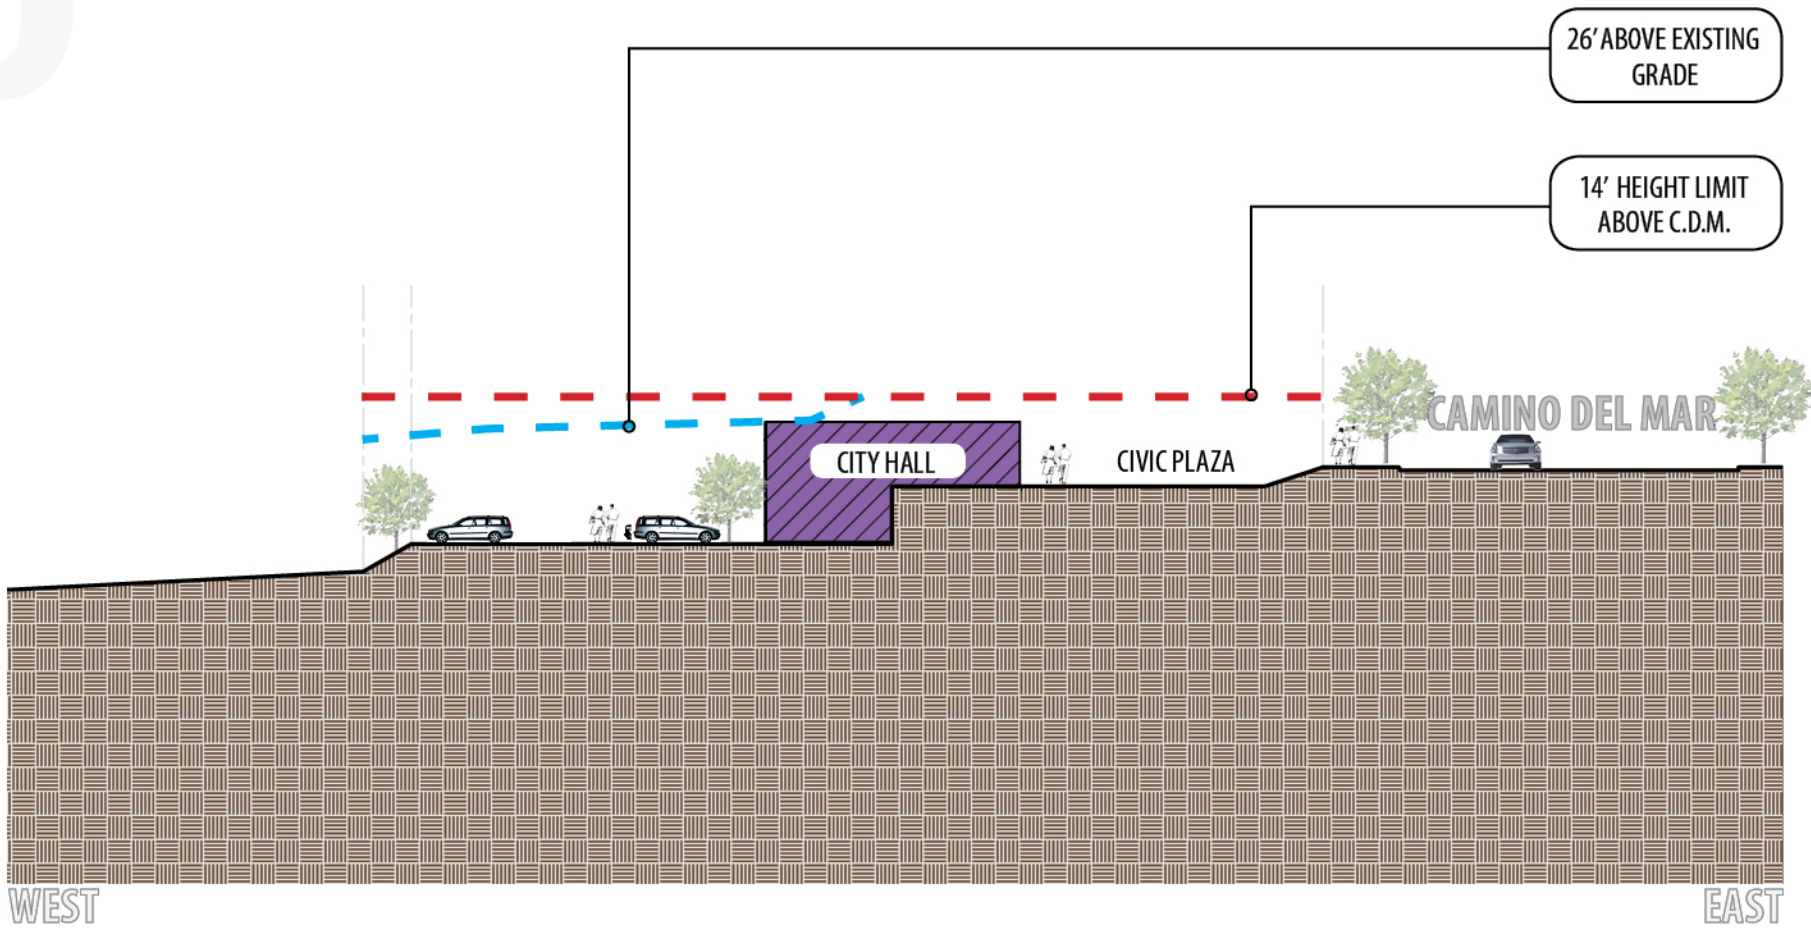 26' ABOVE EXISTING
GRADE
14' HEIGHT LIMIT
ABOVE C.D.M.
CAMINO DEL MAR
CITY HALL
CIVIC PLAZA
WEST
EAST